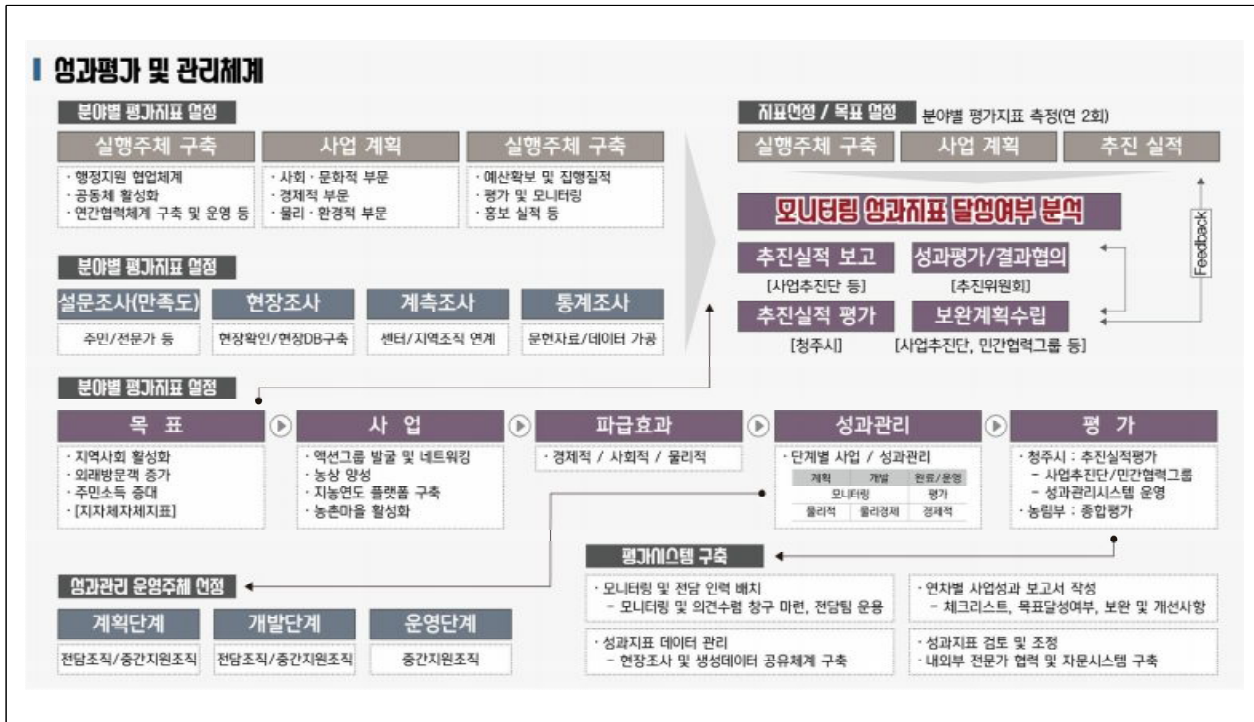 성과평가 및 관리체계
분야별 평가지표 설정
실행주체 구축
사업 계획
실행주체 구축
· 행정지원 협업체계
· 공동체 활성화
· 연간협력체계 구축 및 운영 등
· 사회 · 문화적 부문
· 경제적 부문
· 물리 · 환경적 부문
· 예산확보 및 집행실적
· 평가 및 모니터링
· 홍보 실적 등
분야별 평가지표 설정
설문조사(만족도)
현장조사
계측조사
통계조사
주민/전문가 등
현장확인/현장DB구축
센터/지역조직 연계
문헌자료/데이터 가공
지표선정 / 목표 설정
분야별 평가지표 측정(연 2회)
실행주체 구축
사업 계획
추진 실적
모니터링 성과지표 달성여부 분석
추진실적 보고
성과평가/결과협의
[사업추진단 등]
[추진위원회]
추진실적 평가
보완계획수립
[청주시]
[사업추진단, 민간협력그룹 등]
Feedback
분야별 평가지표 설정
목 표
사 업
파급효과
성과관리
평 가
· 지역사회 활성화
· 외래방문객 증가
· 주민소득 증대
· [지자체자체지표]
· 액션그룹 발굴 및 네트워킹
· 농상 양성
· 지농연도 플랫폼 구축
· 농촌마을 활성화
· 경제적 / 사회적 / 물리적
· 단계별 사업 / 성과관리
계획 개발 완료/운영
모니터링 평가
물리적 물리경제 경제적
· 청주시 : 추진실적평가
– 사업추진단/민간협력그룹
– 성과관리시스템 운영
· 농림부 : 종합평가
성과관리 운영주체 선정
계획단계
개발단계
운영단계
전담조직/중간지원조직
전담조직/중간지원조직
중간지원조직
평가시스템 구축
· 모니터링 및 전담 인력 배치
– 모니터링 및 의견수렴 창구 마련, 전담팀 운용
· 연차별 사업성과 보고서 작성
– 체크리스트, 목표달성여부, 보완 및 개선사항
· 성과지표 데이터 관리
– 현장조사 및 생성데이터 공유체계 구축
· 성과지표 검토 및 조정
· 내외부 전문가 협력 및 자문시스템 구축